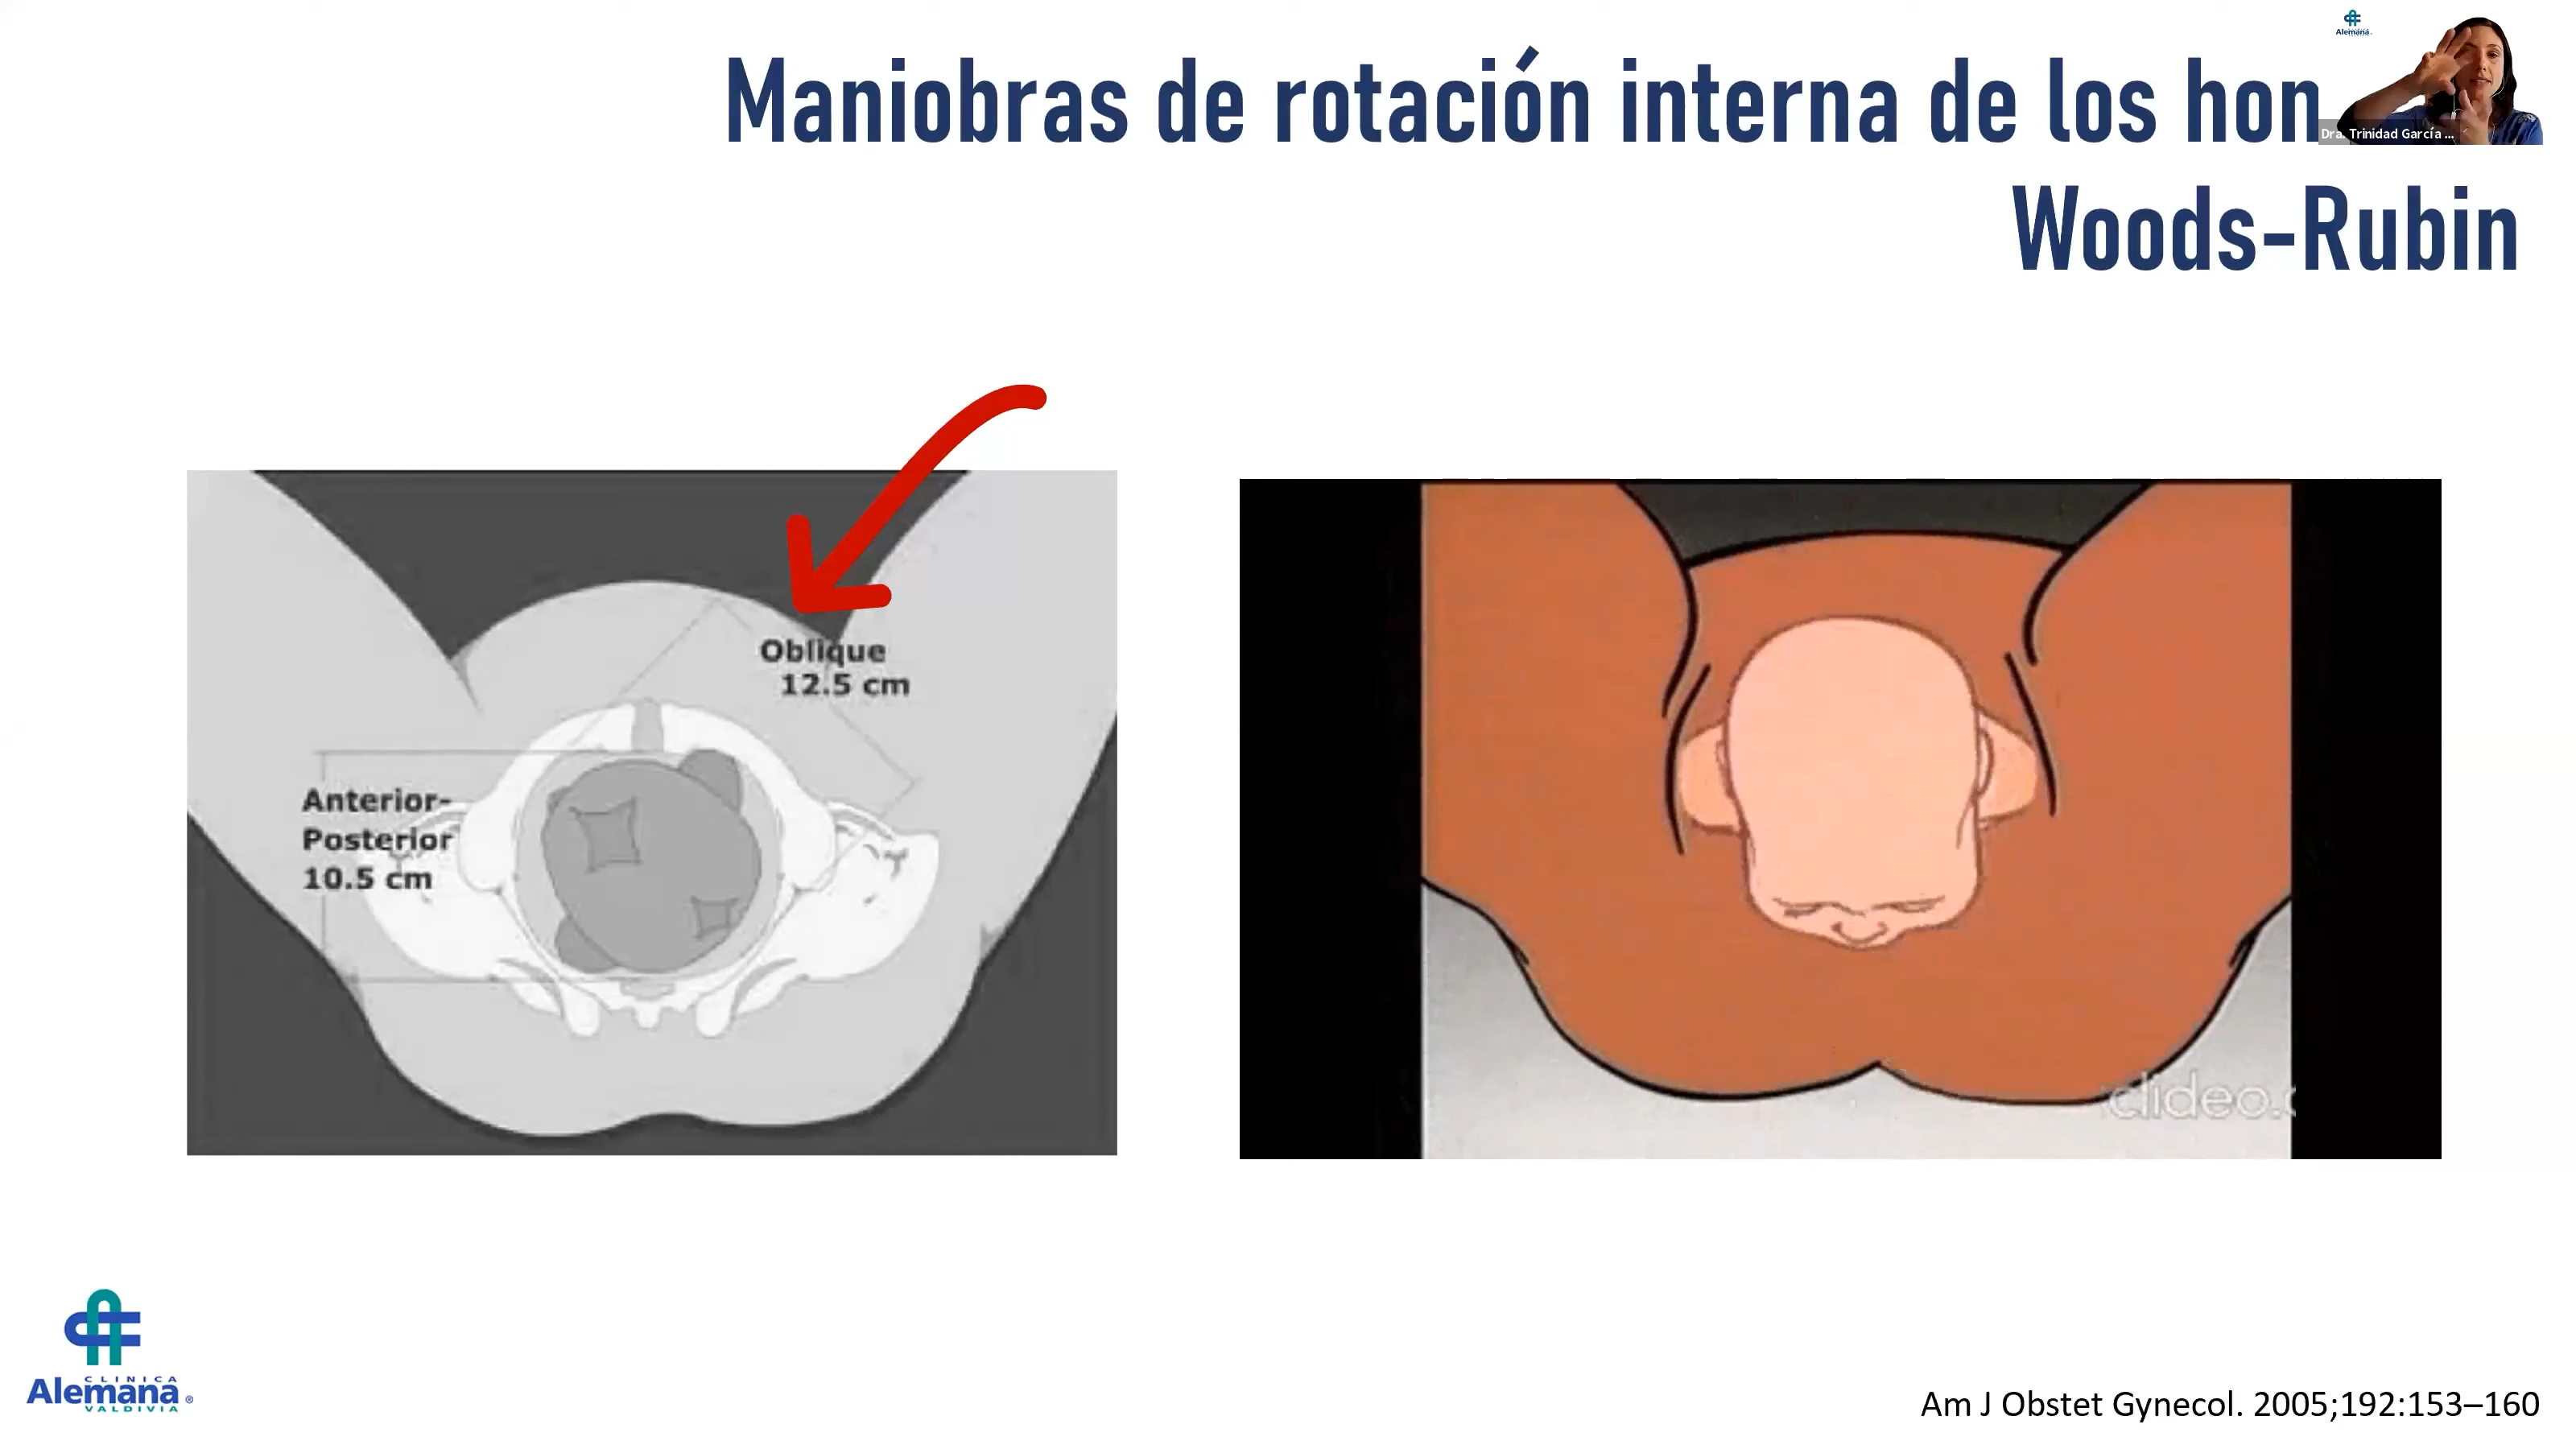 Maniobras de rotación interna de los hon
Woods-Rubin
Alemana
Dra. Trinidad García ...
Oblique
12.5 cm
Anterior-
Posterior
10.5 cm
clideo.c
CLINICA
Alemana®
VALDIVIA
Am J Obstet Gynecol. 2005;192:153–160